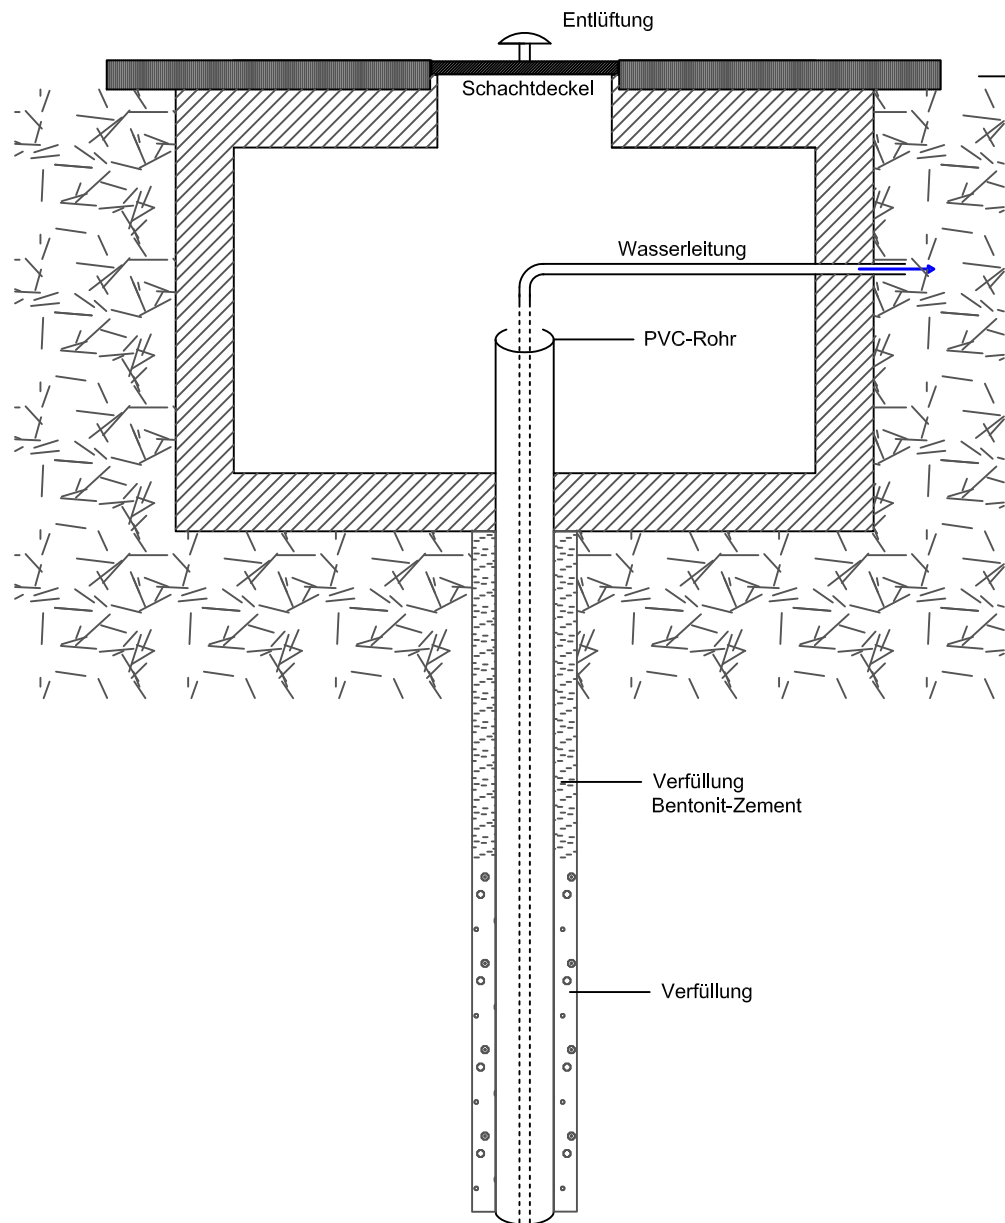 Entlüftung
Schachtdeckel
Wasserleitung
PVC-Rohr
Verfüllung
Bentonit-Zement
Verfüllung